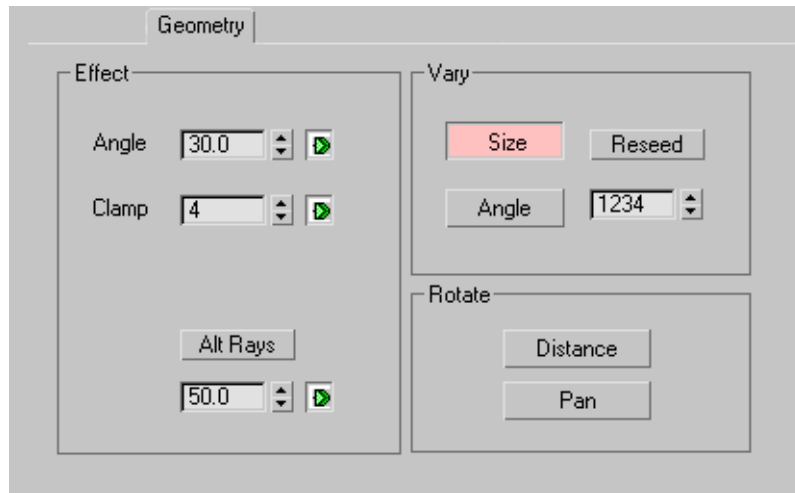 Geometry
Effect
Angle 30.0
Clamp 4
Alt Rays
50.0
Vary
Size Reseed
Angle 1234
Rotate
Distance
Pan